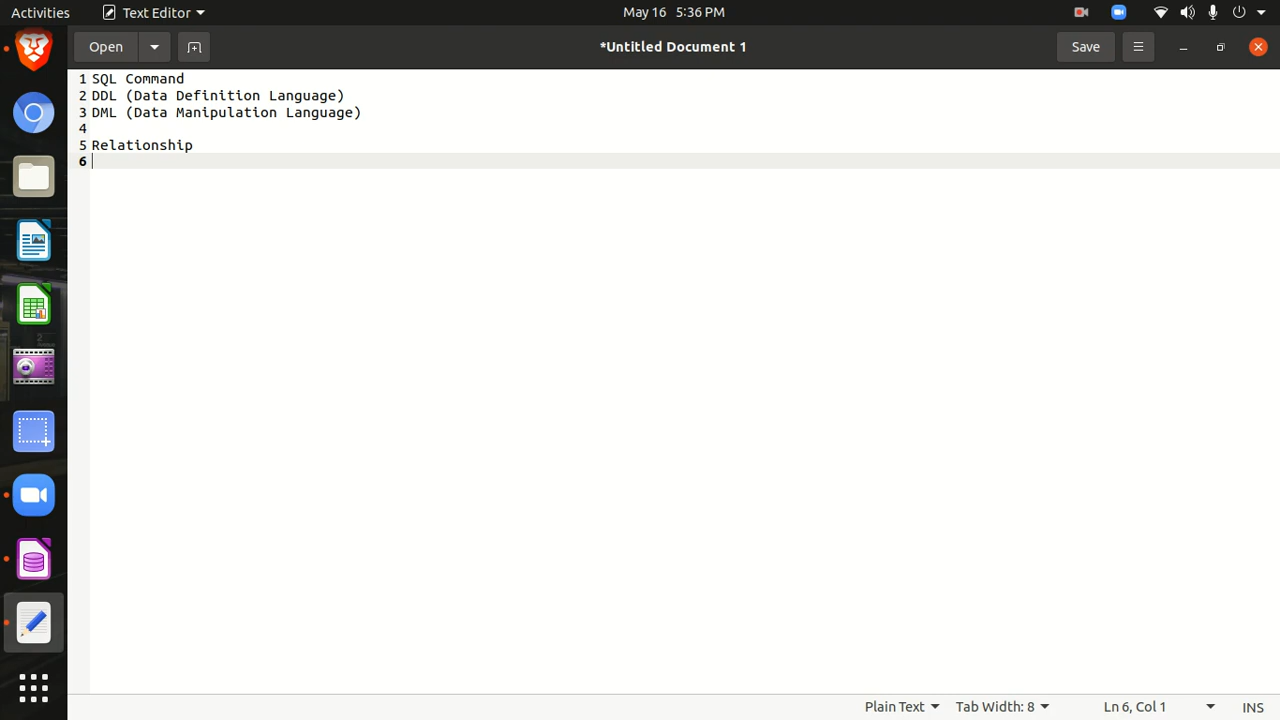 Activities Text Editor May 16 5:36 PM
Open *Untitled Document 1 Save
1 SQL Command
2 DDL (Data Definition Language)
3 DML (Data Manipulation Language)
4
5 Relationship
6
Plain Text Tab Width: 8 Ln 6, Col 1 INS